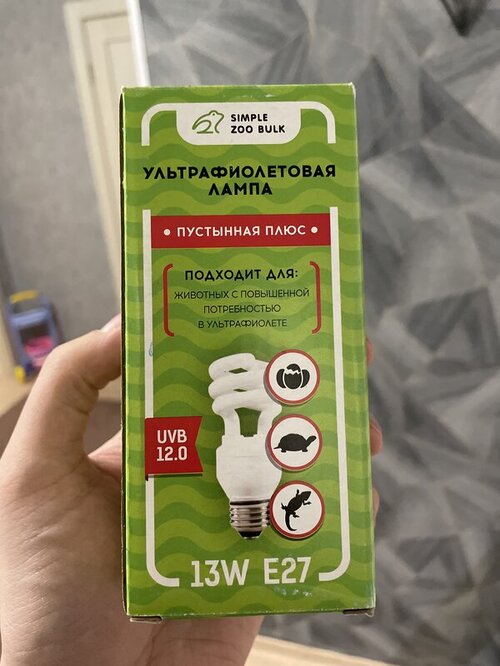 SIMPLE
ZOO BULK
УЛЬТРАФИОЛЕТОВАЯ
ЛАМПА
• ПУСТЫННАЯ ПЛЮС •
ПОДХОДИТ ДЛЯ:
ЖИВОТНЫХ С ПОВЫШЕННОЙ
ПОТРЕБНОСТЬЮ
В УЛЬТРАФИОЛЕТЕ
UVB
12.0
13W E27